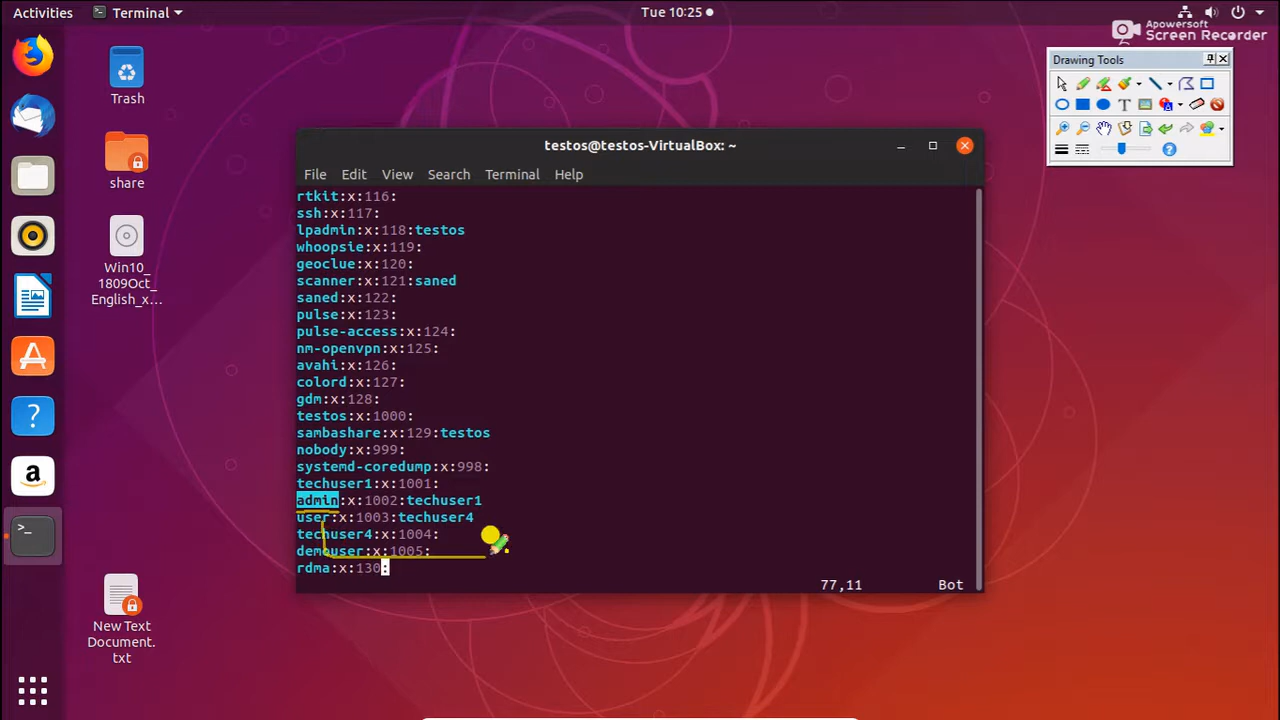 Activities
Terminal
Tue 10:25
Apowersoft
Screen Recorder
Drawing Tools
Trash
share
Win10_
1809Oct_
English_x…
New Text
Document.
txt
testos@testos-VirtualBox: ~
File Edit View Search Terminal Help
rtkit:x:116:
ssh:x:117:
lpadmin:x:118:testos
whoopsie:x:119:
geoclue:x:120:
scanner:x:121:saned
saned:x:122:
pulse:x:123:
pulse-access:x:124:
nm-openvpn:x:125:
avahi:x:126:
colord:x:127:
gdm:x:128:
testos:x:1000:
sambashare:x:129:testos
nobody:x:999:
systemd-coredump:x:998:
techuser1:x:1001:
admin:x:1002:techuser1
user:x:1003:techuser4
techuser4:x:1004:
demouser:x:1005:
rdma:x:130:
77,11 Bot